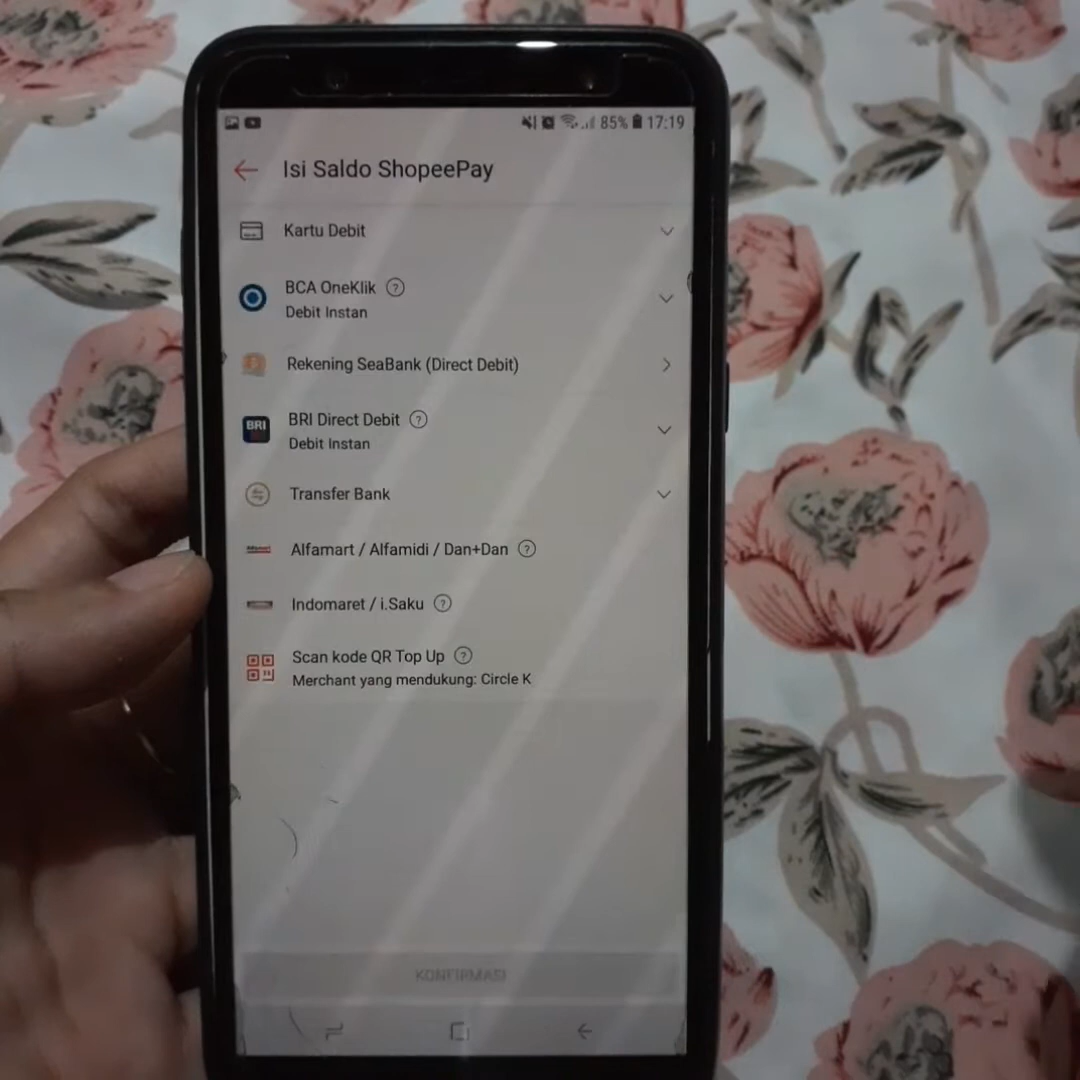 85% 17:19
Isi Saldo ShopeePay
Kartu Debit
BCA OneKlik ?
Debit Instan
Rekening SeaBank (Direct Debit)
BRI
BRI Direct Debit ?
Debit Instan
Transfer Bank
Alfamart
Alfamart / Alfamidi / Dan+Dan ?
Indomaret / i.Saku ?
Scan kode QR Top Up ?
Merchant yang mendukung: Circle K
KONFIRMASI